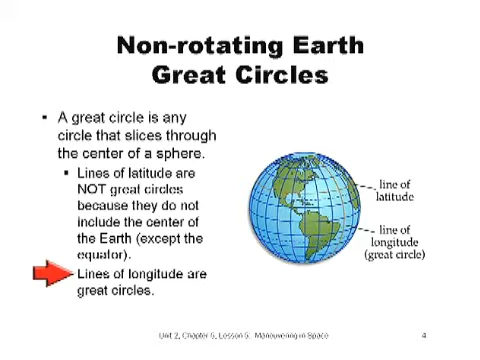 Non-rotating Earth
Great Circles
▪ A great circle is any
circle that slices through
the center of a sphere.
▪ Lines of latitude are
NOT great circles
because they do not
include the center of
the Earth (except the
equator).
Lines of longitude are
great circles.
line of
latitude
line of
longitude
(great circle)
Unit 2, Chapter 5, Lesson 5: Maneuvering in Space
4